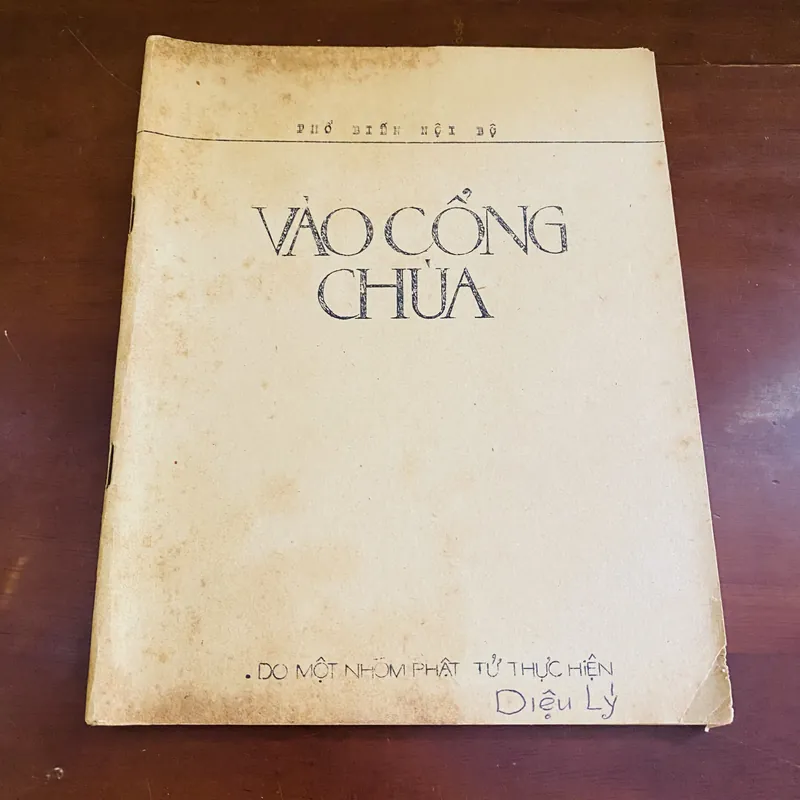 PHỔ BIẾN NỘI BỘ
VÀO CỔNG
CHÙA
. DO MỘT NHÓM PHẬT TỬ THỰC HIỆN
Diệu Lý